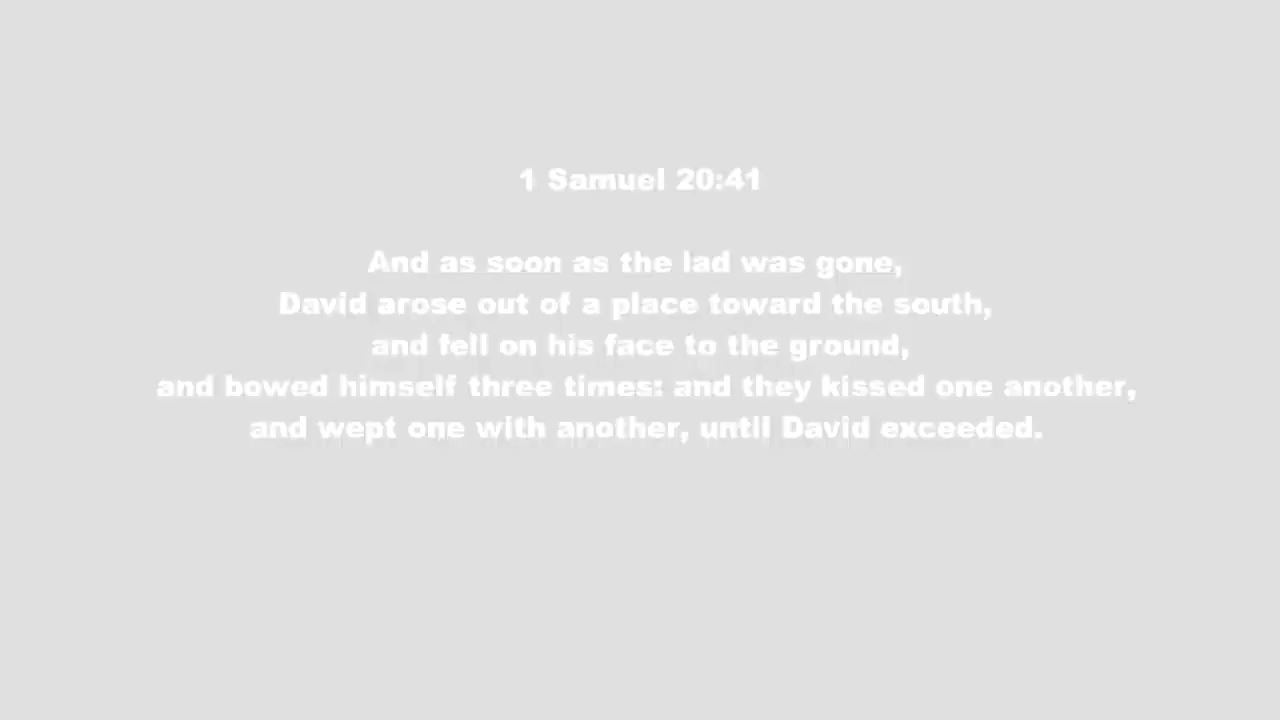 1 Samuel 20:41
And as soon as the lad was gone,
David arose out of a place toward the south,
and fell on his face to the ground,
and bowed himself three times: and they kissed one another,
and wept one with another, until David exceeded.